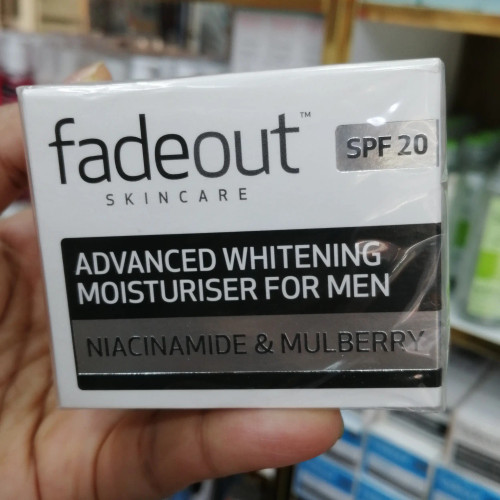 fadeout™
SKINCARE
SPF 20
ADVANCED WHITENING
MOISTURISER FOR MEN
NIACINAMIDE & MULBERRY